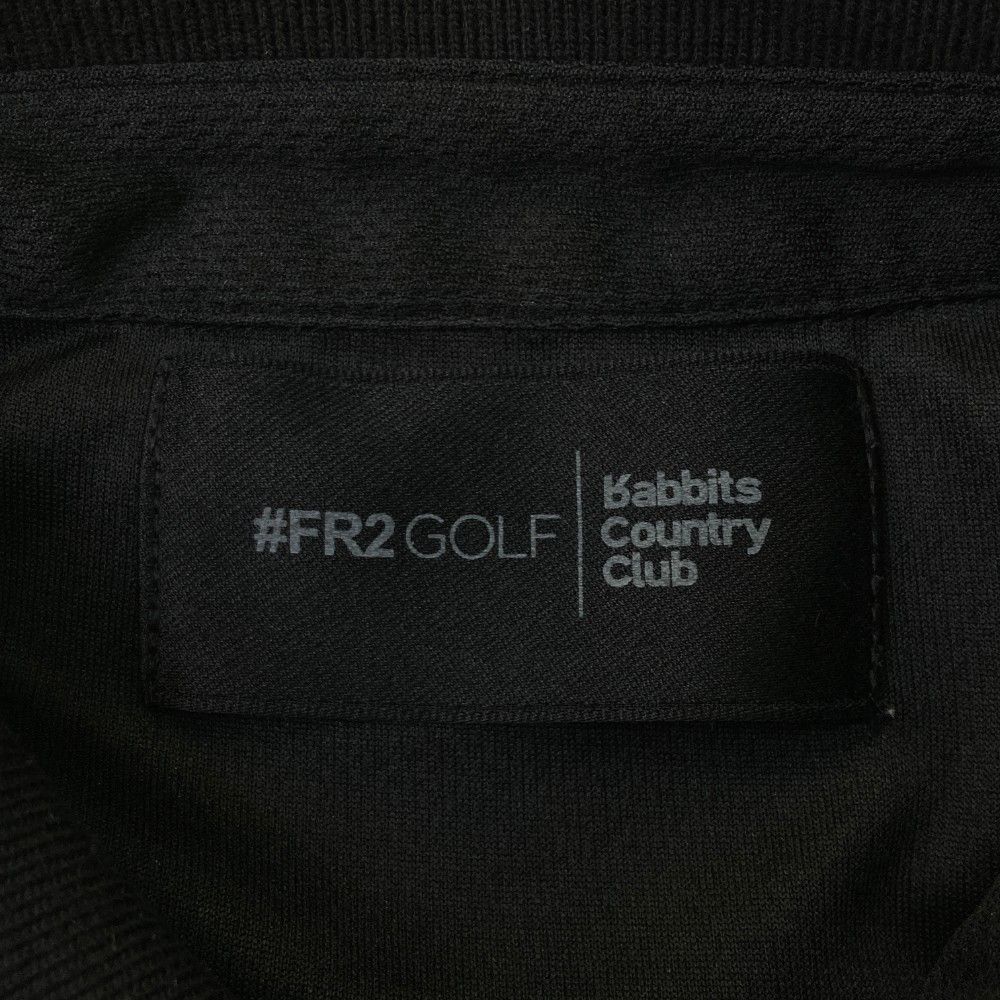 #FR2 GOLF
Rabbits
Country
Club